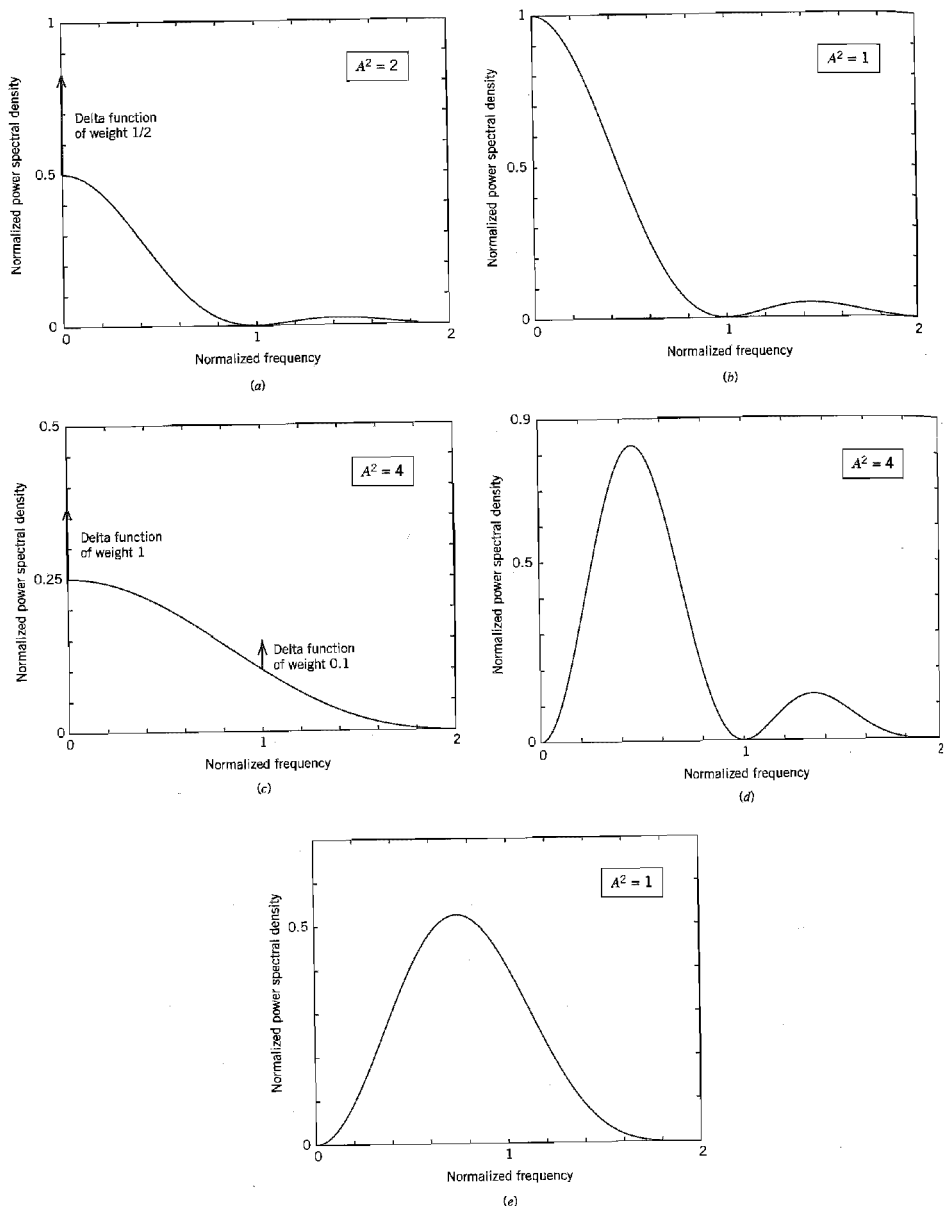 1
A² = 2
Delta function
of weight 1/2
0.5
0
0
1
2
Normalized power spectral density
Normalized frequency
(a)
1
A² = 1
0.5
0
0
1
2
Normalized power spectral density
Normalized frequency
(b)
0.5
A² = 4
Delta function
of weight 1
0.25
Delta function
of weight 0.1
0
0
1
2
Normalized power spectral density
Normalized frequency
(c)
0.9
A² = 4
0.5
0
0
1
2
Normalized power spectral density
Normalized frequency
(d)
A² = 1
0.5
0
0
1
2
Normalized power spectral density
Normalized frequency
(e)